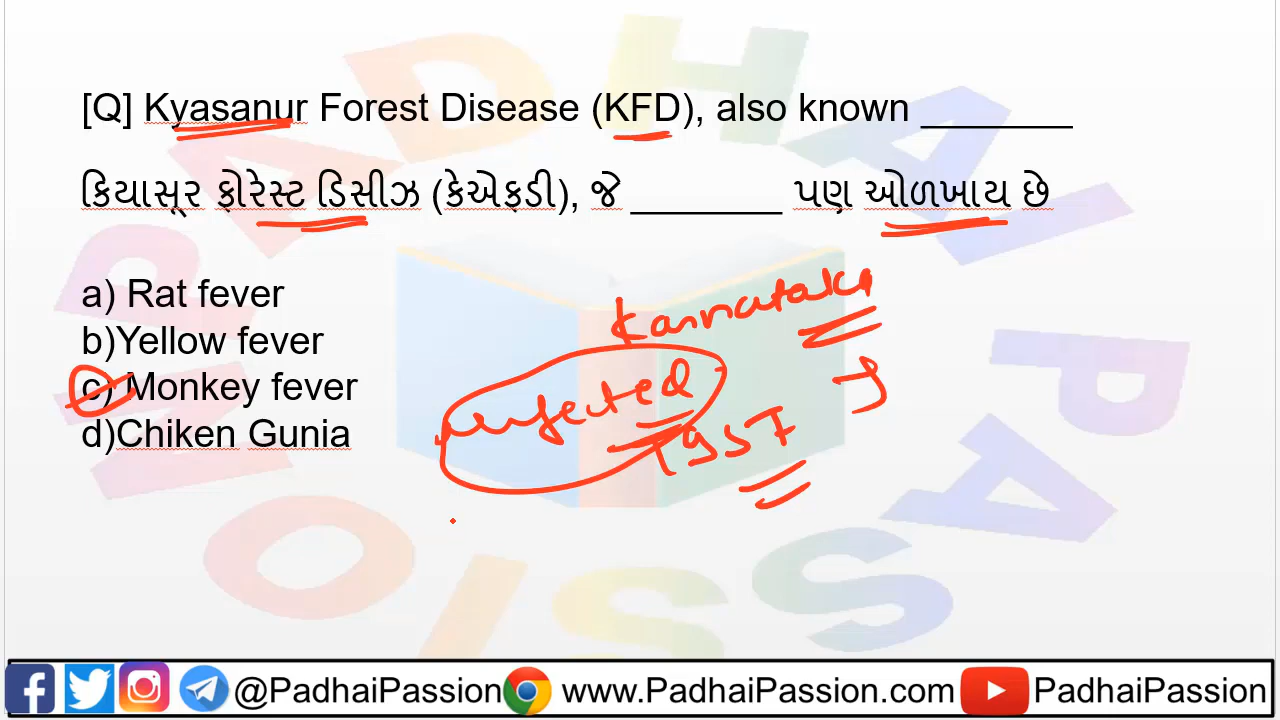 [Q] Kyasanur Forest Disease (KFD), also known _______
કિયાસૂર ફોરેસ્ટ ડિસીઝ (કેએફડી), જે _______ પણ ઓળખાય છે
a) Rat fever
b)Yellow fever
c) Monkey fever
d)Chiken Gunia
Karnataka
infected
1957
@PadhaiPassion www.PadhaiPassion.com PadhaiPassion